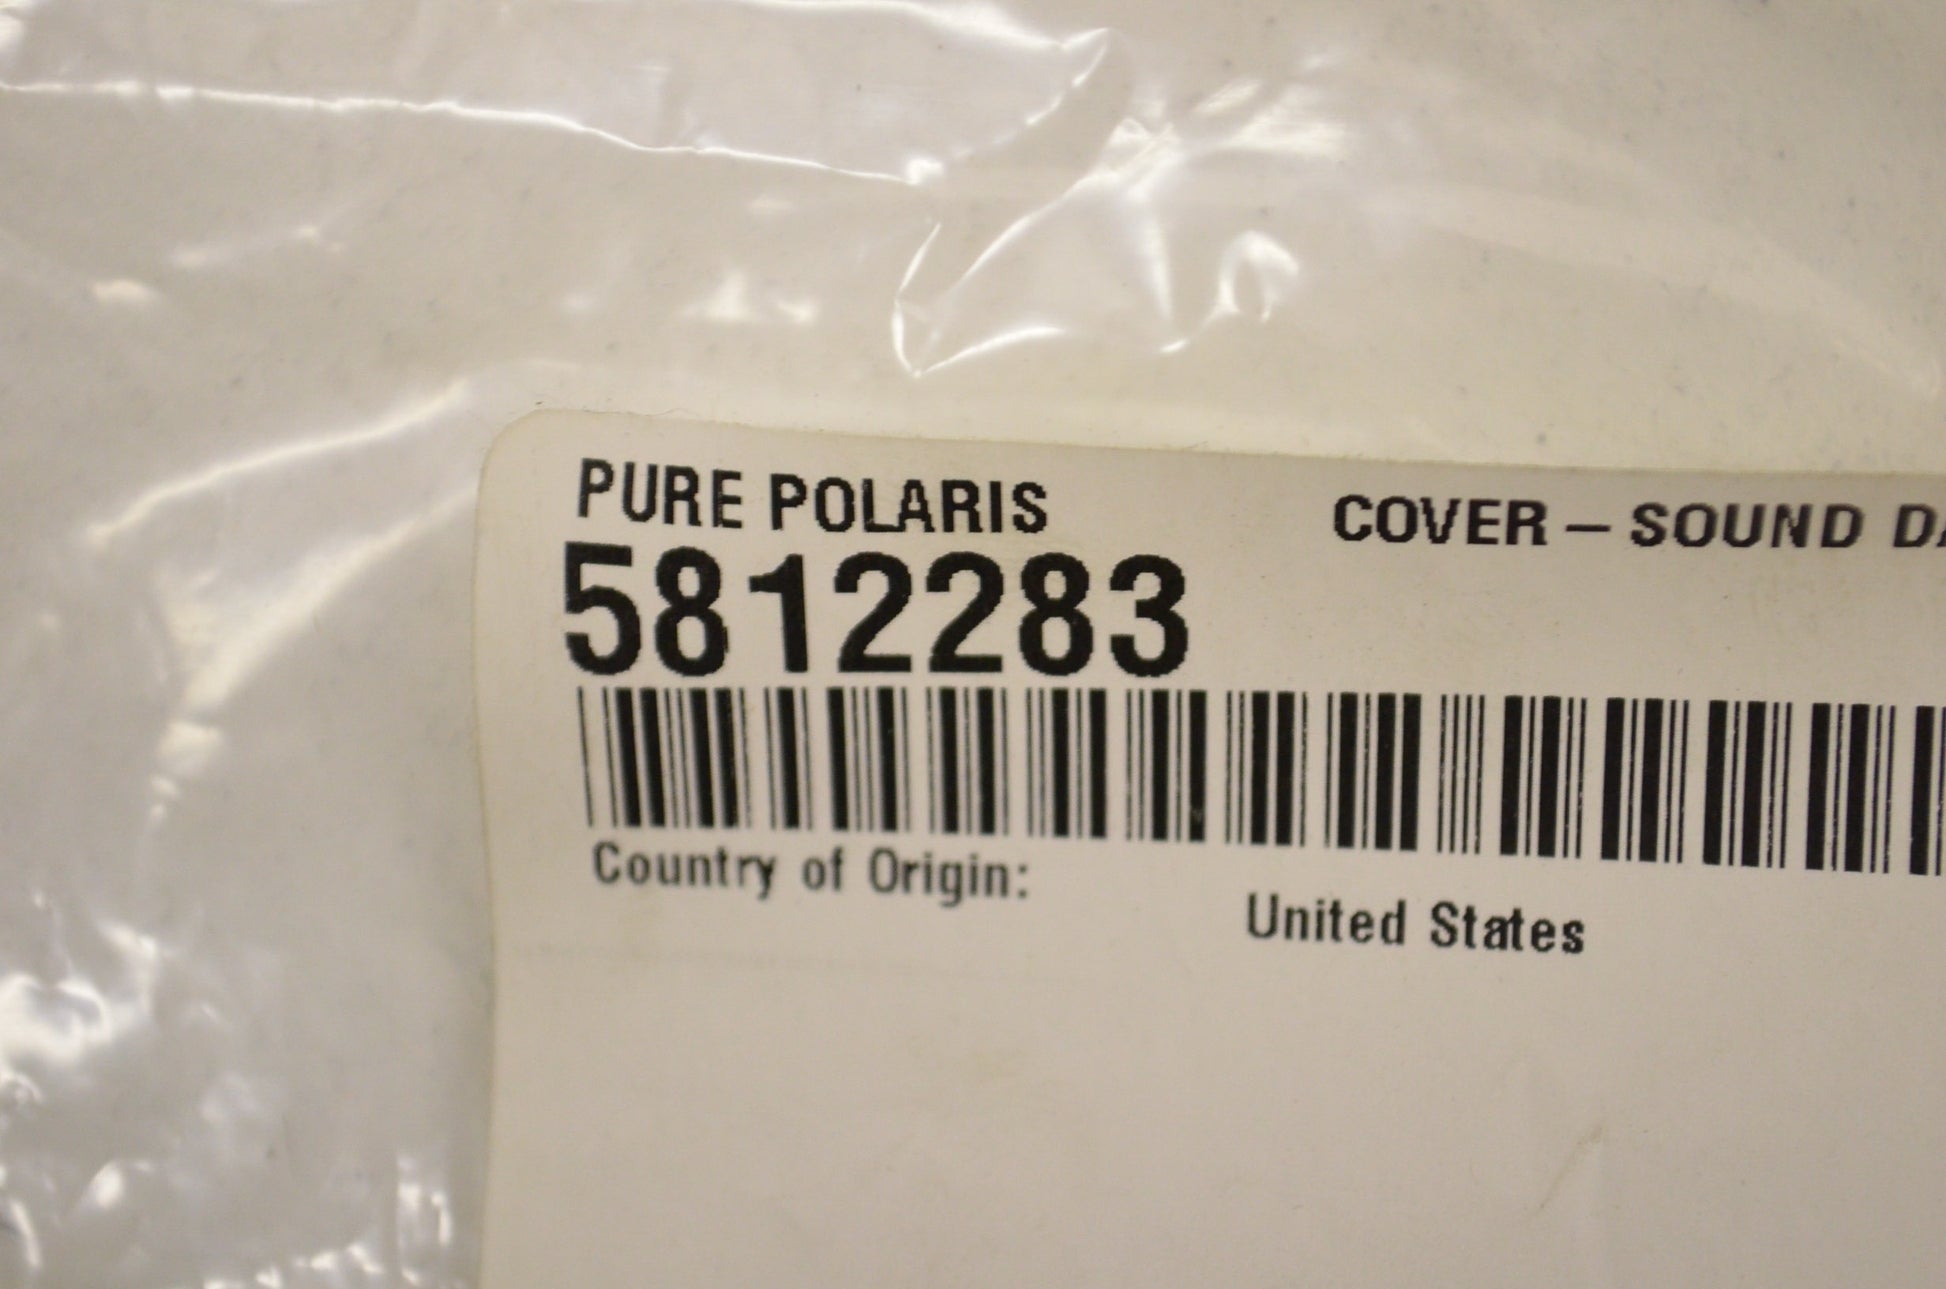 PURE POLARIS
COVER – SOUND
5812283
Country of Origin:
United States